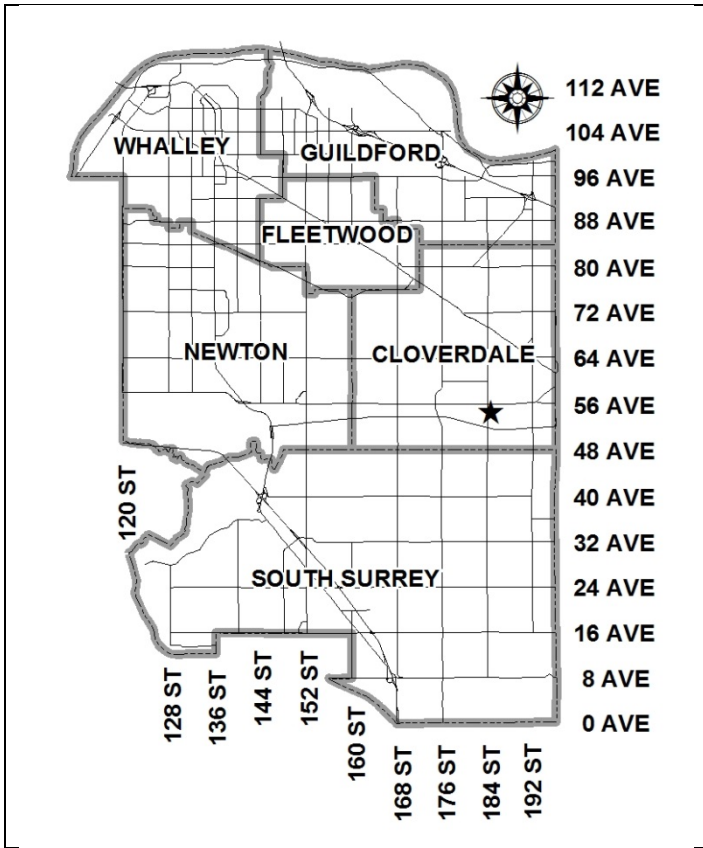 112 AVE
104 AVE
WHALLEY
GUILDFORD
96 AVE
88 AVE
FLEETWOOD
80 AVE
72 AVE
NEWTON
CLOVERDALE
64 AVE
56 AVE
48 AVE
120 ST
40 AVE
32 AVE
SOUTH SURREY
24 AVE
16 AVE
8 AVE
0 AVE
128 ST
136 ST
144 ST
152 ST
160 ST
168 ST
176 ST
184 ST
192 ST